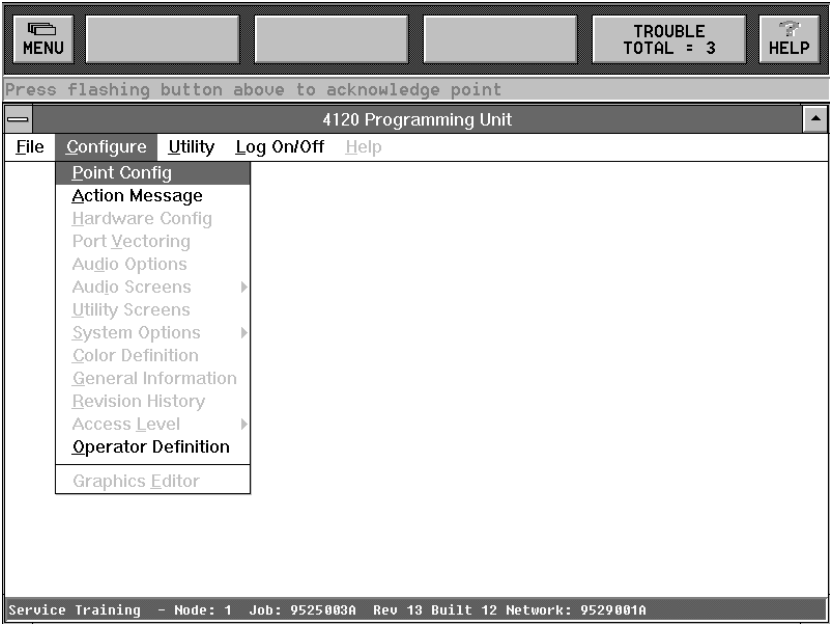 MENU
TROUBLE
TOTAL = 3
HELP
Press flashing button above to acknowledge point
4120 Programming Unit
File Configure Utility Log On/Off Help
Point Config
Action Message
Hardware Config
Port Vectoring
Audio Options
Audio Screens
Utility Screens
System Options
Color Definition
General Information
Revision History
Access Level
Operator Definition
Graphics Editor
Service Training - Node: 1 Job: 9525003A Rev 13 Built 12 Network: 9529001A